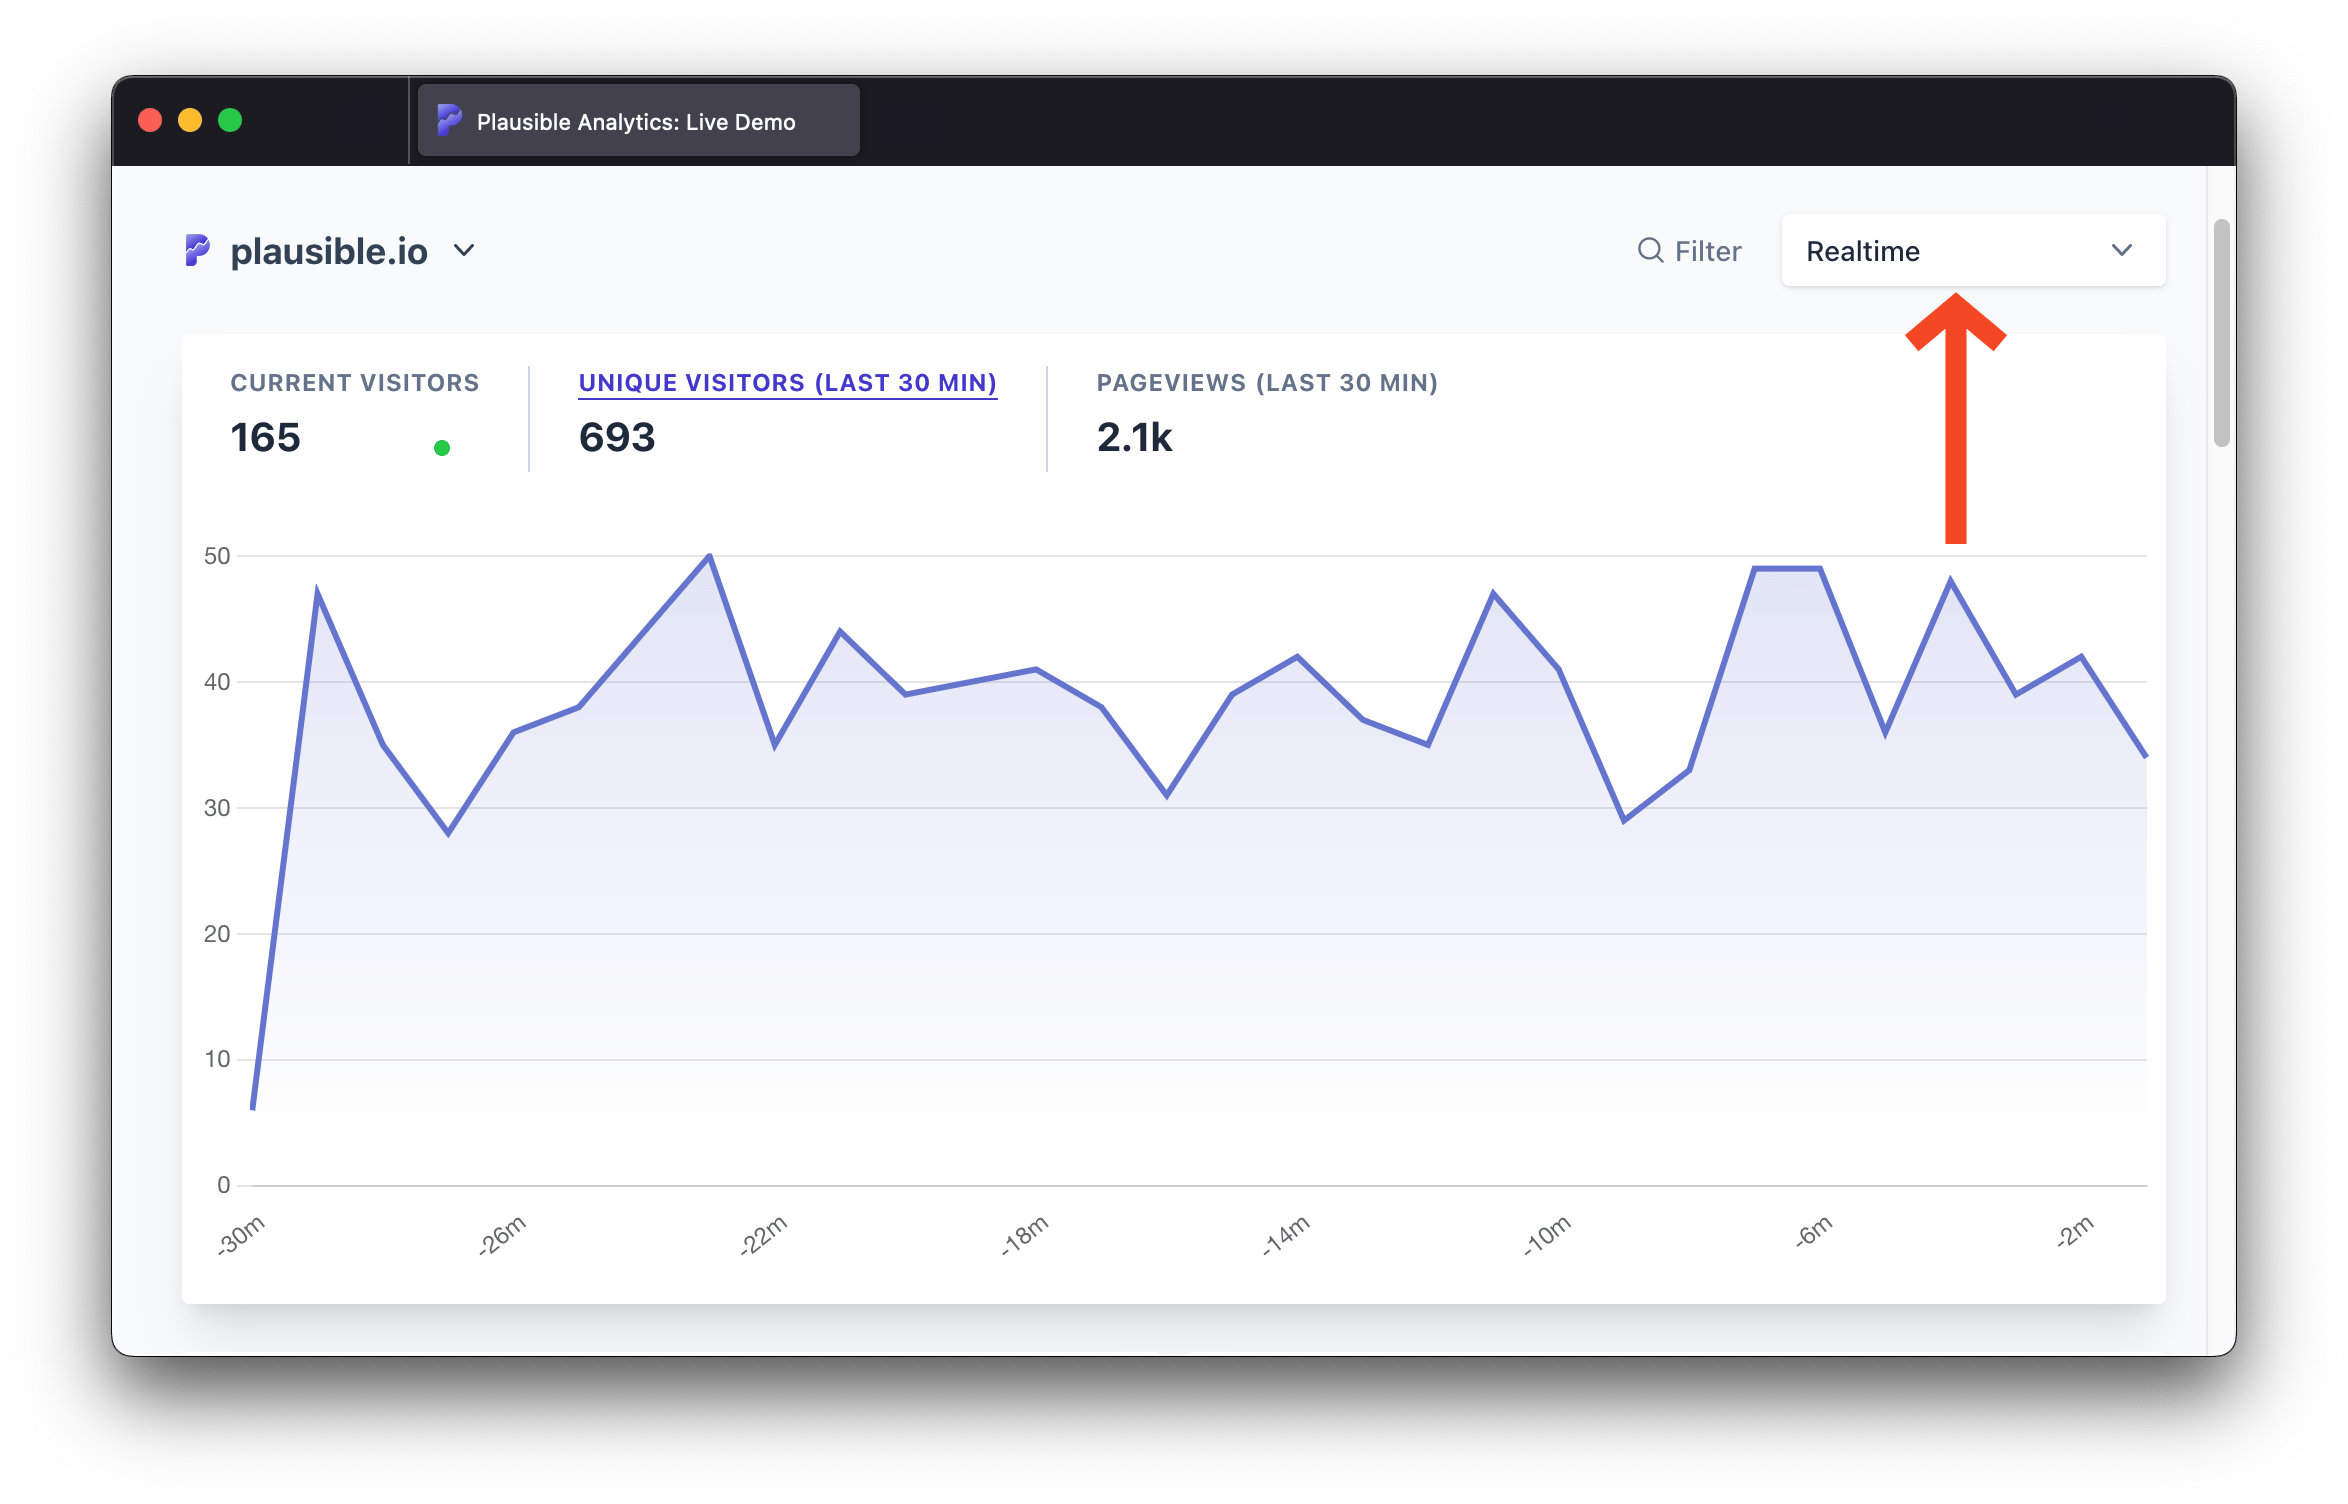 Plausible Analytics: Live Demo
plausible.io
Filter
Realtime
CURRENT VISITORS
165
UNIQUE VISITORS (LAST 30 MIN)
693
PAGEVIEWS (LAST 30 MIN)
2.1k
50
40
30
20
10
0
-30m
-26m
-22m
-18m
-14m
-10m
-6m
-2m